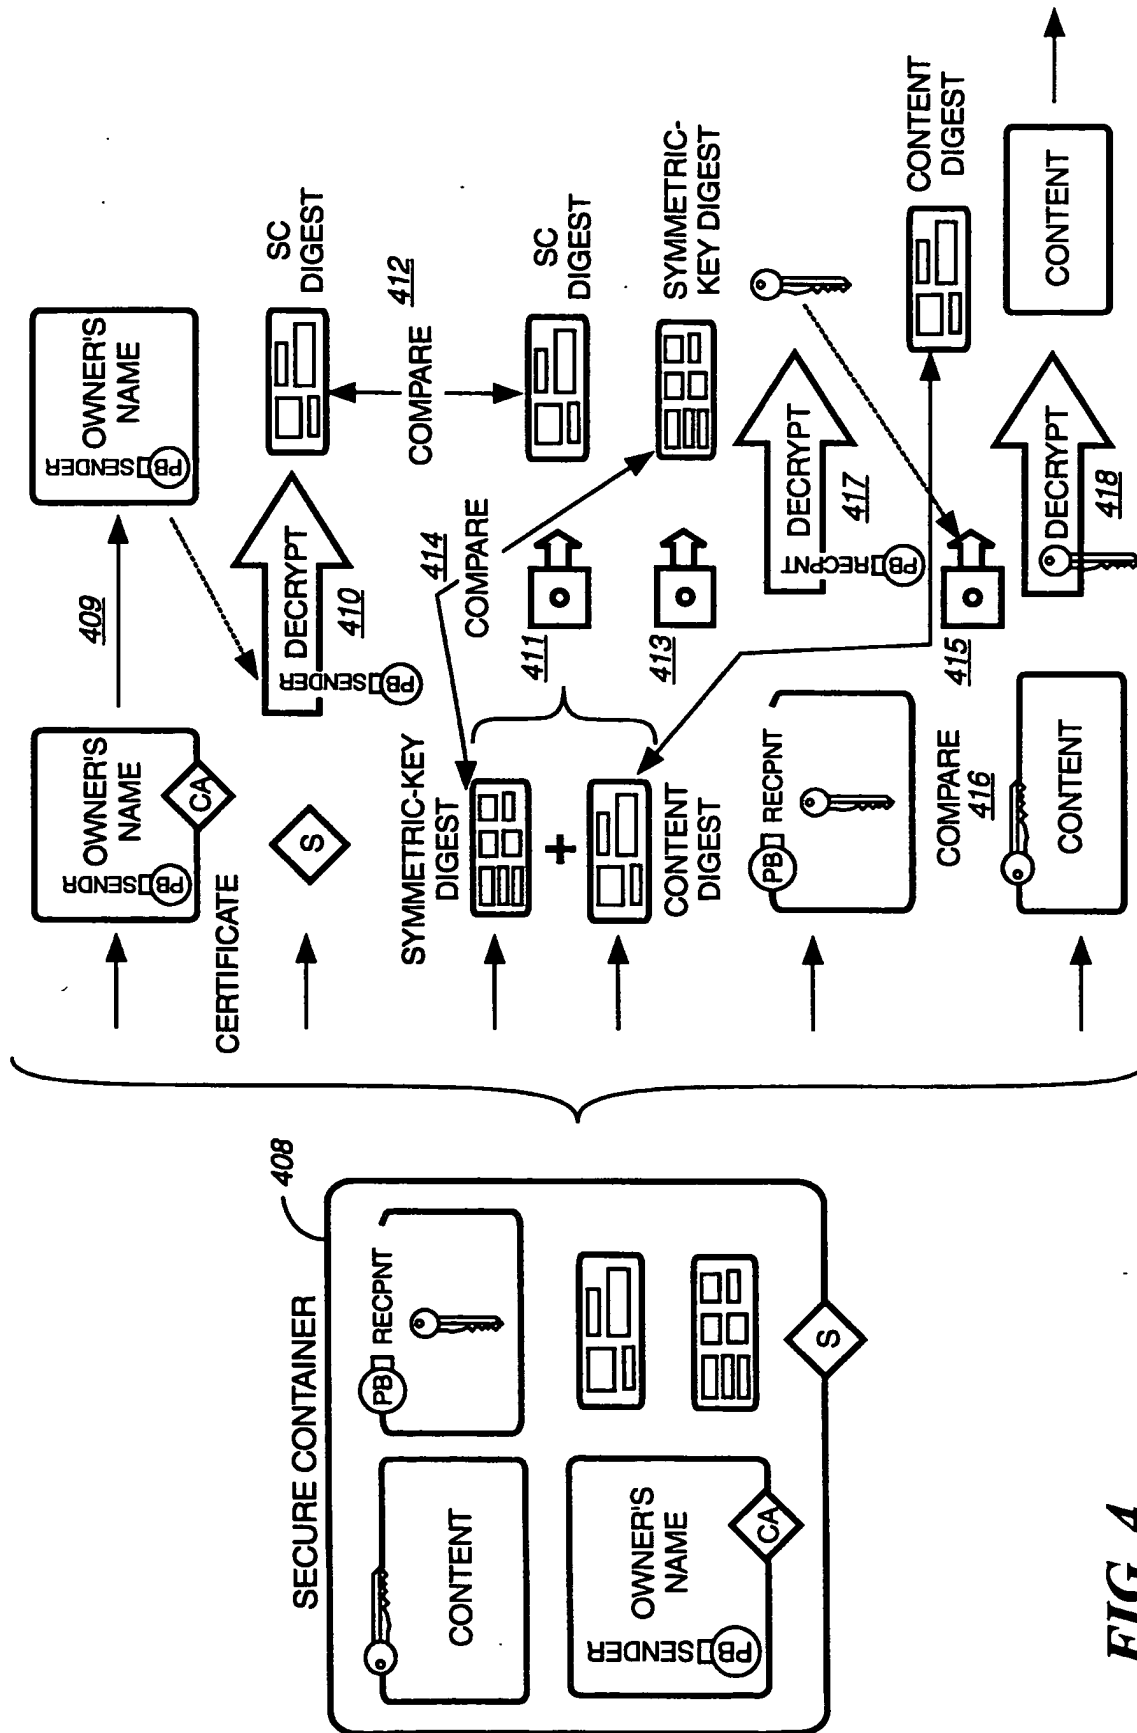 SECURE CONTAINER
408
CONTENT
PB RECPNT
OWNER'S
NAME
PB SENDER
CA
S
OWNER'S
NAME
PB SENDR
CA
CERTIFICATE
409
OWNER'S
NAME
PB SENDER
S
DECRYPT
PB SENDER
410
SC
DIGEST
COMPARE
412
SYMMETRIC-KEY
DIGEST
+
CONTENT
DIGEST
414
COMPARE
411
SC
DIGEST
413
SYMMETRIC-
KEY DIGEST
PB RECPNT
DECRYPT
PB RECPNT
417
COMPARE
416
415
CONTENT
DIGEST
CONTENT
DECRYPT
418
CONTENT
FIG. 4